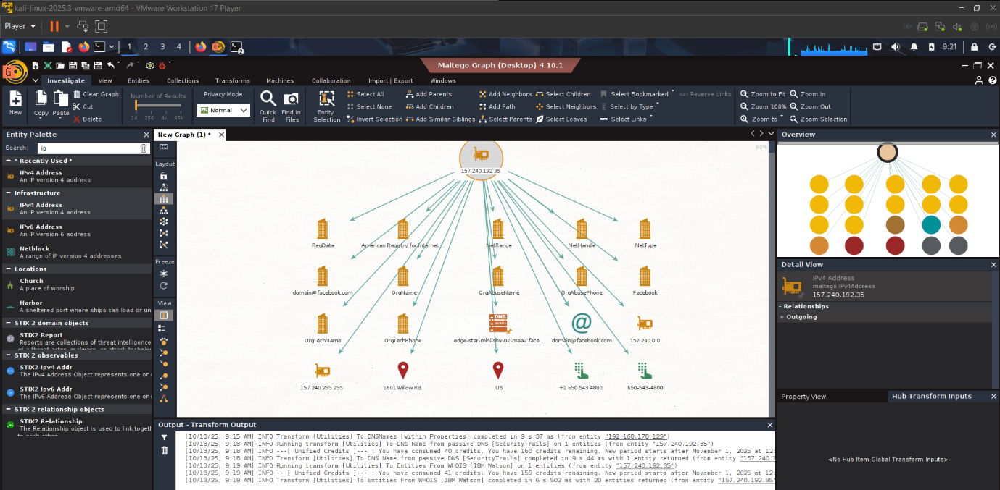 kali-linux-2025.3-vmware-amd64 - VMware Workstation 17 Player
Player
1 2 3 4
2
9:21
Maltego Graph (Desktop) 4.10.1
Investigate View Entities Collections Transforms Machines Collaboration Import | Export Windows
New
Copy
Paste
Clear Graph
Cut
Delete
Number of Results
24 256 4k 65k
Privacy Mode
Normal
Quick Find
Find in Files
Entity Selection
Select All
Select None
Invert Selection
Add Parents
Add Children
Add Similar Siblings
Add Neighbors
Add Path
Select Parents
Select Children
Select Neighbors
Select Leaves
Select Bookmarked
Select by Type
Select Links
Reverse Links
Zoom to Fit
Zoom 100%
Zoom to
Zoom In
Zoom Out
Zoom Selection
Entity Palette
Search: ip
* Recently Used *
IPv4 Address
An IP version 4 address
Infrastructure
IPv4 Address
An IP version 4 address
IPv6 Address
An IP version 6 address
Netblock
A range of IP version 4 addresses
Locations
Church
A place of worship
Harbor
A sheltered port where ships can load or un
STIX 2 domain objects
STIX2 Report
Reports are collections of threat intelligence
STIX 2 observables
STIX2 Ipv4 Addr
The IPv4 Address Object represents one or
STIX2 Ipv6 Addr
The IPv6 Address Object represents one or
STIX 2 relationship objects
STIX2 Relationship
The Relationship object is used to link togeth
New Graph (1) *
Layout
Freeze
View
80%
157.240.192.35
RegDate
American Registry for Internet ...
NetRange
NetHandle
NetType
domain@facebook.com
OrgName
OrgAbuseName
OrgAbusePhone
Facebook
OrgTechName
OrgTechPhone
DNS
edge-star-mini-shv-02-maa2.face...
domain@facebook.com
157.240.0.0
157.240.255.255
1601 Willow Rd.
US
+1 650 543 4800
650-543-4800
Overview
Detail View
IPv4 Address
maltego.IPv4Address
157.240.192.35
- Relationships
+ Outgoing
Property View
Hub Transform Inputs
<No Hub Item Global Transform Inputs>
Output - Transform Output
[10/13/25, 9:15 AM] INFO Transform [Utilities] To DNSNames [within Properties] completed in 9 s 37 ms (from entity "192.168.178.129")
[10/13/25, 9:18 AM] INFO Running transform [Utilities] To DNS Name from passive DNS [SecurityTrails] on 1 entities (from entity "157.240.192.35")
[10/13/25, 9:18 AM] INFO ---[ Unified Credits ]--- : You have consumed 40 credits. You have 160 credits remaining. New period starts after November 1, 2025 at 12:
[10/13/25, 9:18 AM] INFO Transform [Utilities] To DNS Name from passive DNS [SecurityTrails] completed in 9 s 44 ms with 1 entity returned (from entity "157.240.1
[10/13/25, 9:19 AM] INFO Running transform [Utilities] To Entities From WHOIS [IBM Watson] on 1 entities (from entity "157.240.192.35")
[10/13/25, 9:19 AM] INFO ---[ Unified Credits ]--- : You have consumed 41 credits. You have 159 credits remaining. New period starts after November 1, 2025 at 12:
[10/13/25, 9:19 AM] INFO Transform [Utilities] To Entities From WHOIS [IBM Watson] completed in 6 s 502 ms with 20 entities returned (from entity "157.240.192.35"